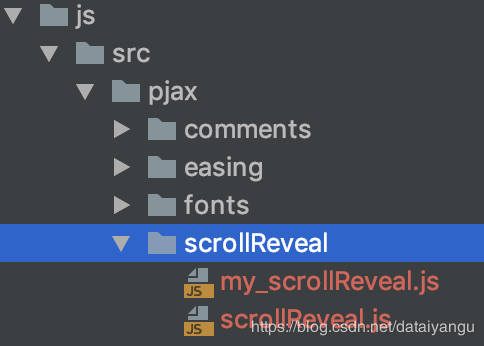 js
src
pjax
comments
easing
fonts
scrollReveal
JS my_scrollReveal.js
JS scrollReveal.js
https://blog.csdn.net/dataiyangu